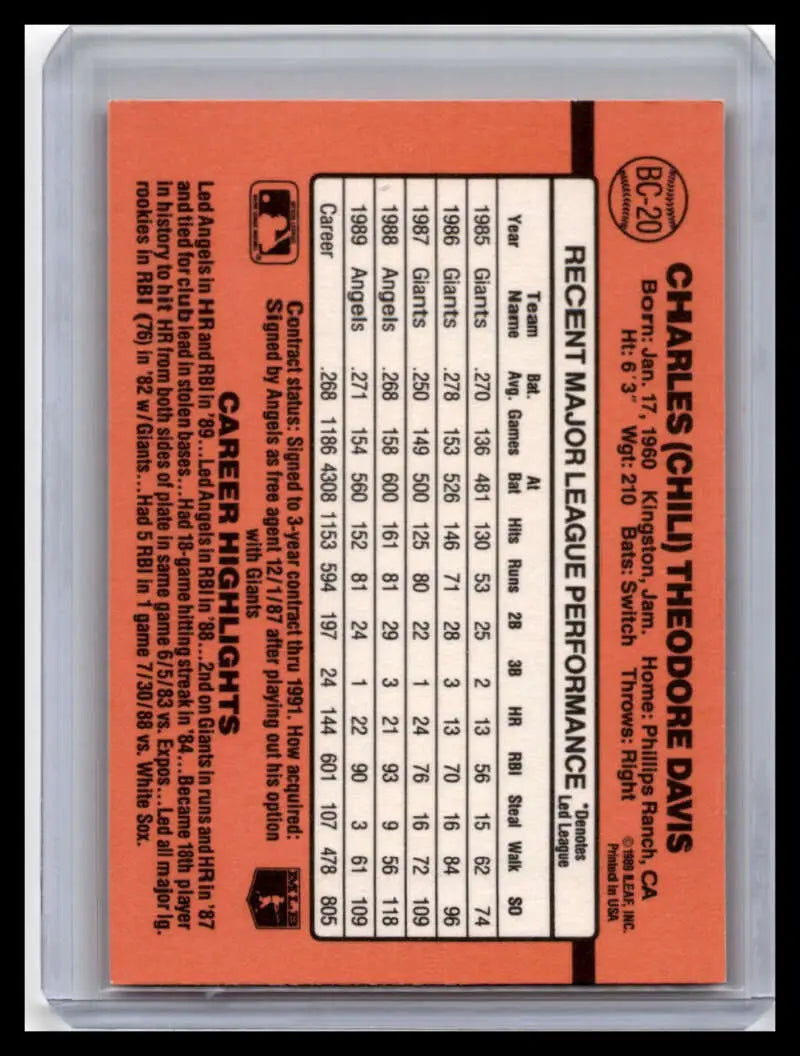 BC-20
CHARLES (CHILI) THEODORE DAVIS
Born: Jan. 17, 1960 Kingston, Jam. Home: Phillips Ranch, CA
Ht: 6'3" Wgt: 210 Bats: Switch Throws: Right
© 1989 LEAF, INC.
Printed in USA
RECENT MAJOR LEAGUE PERFORMANCE
*Denotes
Led League
Year Team Name Bat. Avg. Games At Bat Hits Runs 2B 3B HR RBI Steal Walk SO
1985 Giants .270 136 481 130 53 25 2 13 56 15 62 74
1986 Giants .278 153 526 146 71 28 3 13 70 16 84 96
1987 Giants .250 149 500 125 80 22 1 24 76 16 72 109
1988 Angels .268 158 600 161 81 29 3 21 93 9 56 118
1989 Angels .271 154 560 152 81 24 1 22 90 3 61 109
Career .268 1186 4308 1153 594 197 24 144 601 107 478 805
Contract status: Signed to 3-year contract thru 1991. How acquired:
Signed by Angels as free agent 12/1/87 after playing out his option
with Giants
MLB
CAREER HIGHLIGHTS
Led Angels in HR and RBI in '89...Led Angels in RBI in '88...2nd on Giants in runs and HR in '87
and tied for club lead in stolen bases...Had 18-game hitting streak in '84...Became 18th player
in history to hit HR from both sides of plate in same game 6/5/83 vs. Expos...Led all major lg.
rookies in RBI (76) in '82 w/Giants...Had 5 RBI in 1 game 7/30/88 vs. White Sox.